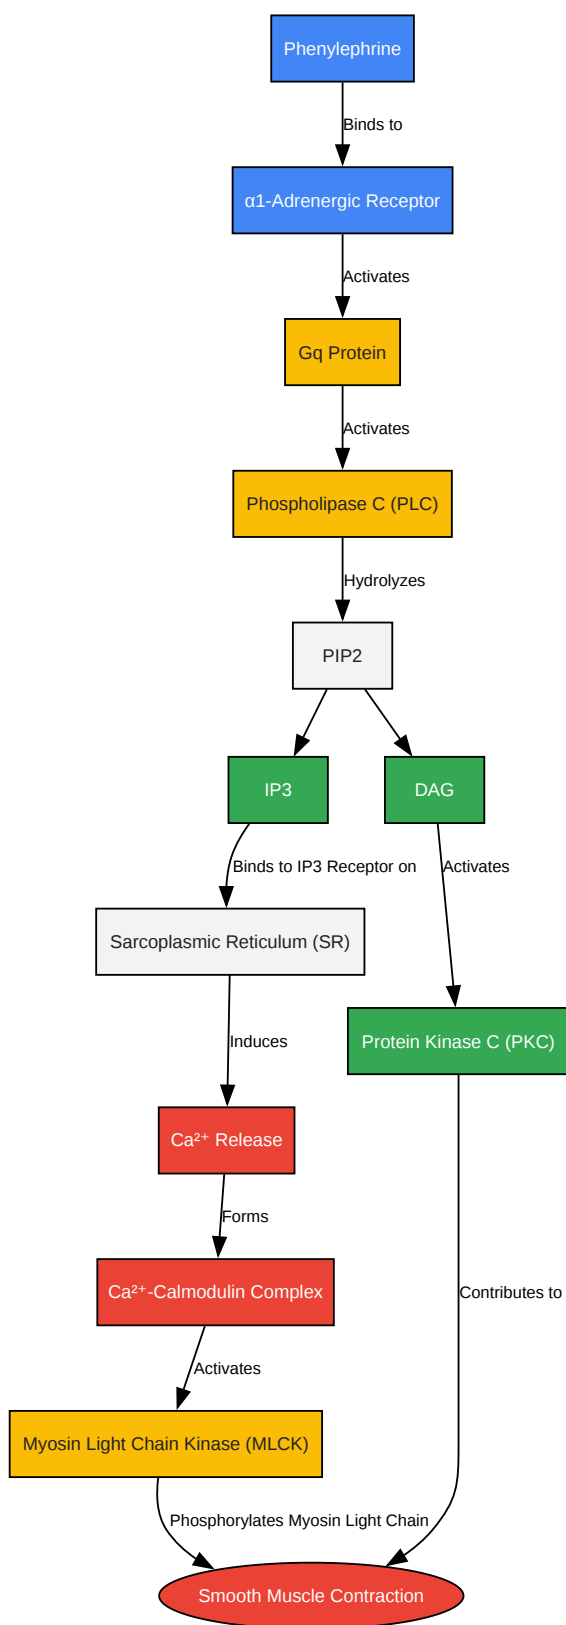 Phenylephrine
Binds to
α1-Adrenergic Receptor
Activates
Gq Protein
Activates
Phospholipase C (PLC)
Hydrolyzes
PIP2
IP3
DAG
Binds to IP3 Receptor on
Activates
Sarcoplasmic Reticulum (SR)
Induces
Protein Kinase C (PKC)
Ca²⁺ Release
Forms
Ca²⁺-Calmodulin Complex
Contributes to
Activates
Myosin Light Chain Kinase (MLCK)
Phosphorylates Myosin Light Chain
Smooth Muscle Contraction